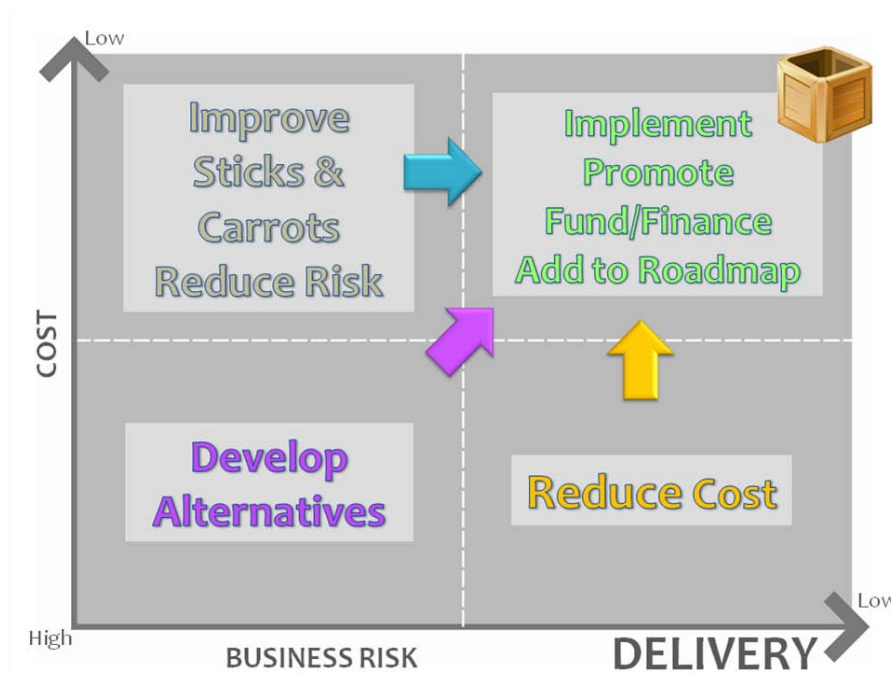 Low
Improve
Sticks &
Carrots
Reduce Risk
Implement
Promote
Fund/Finance
Add to Roadmap
COST
Develop
Alternatives
Reduce Cost
Low
High
BUSINESS RISK
DELIVERY